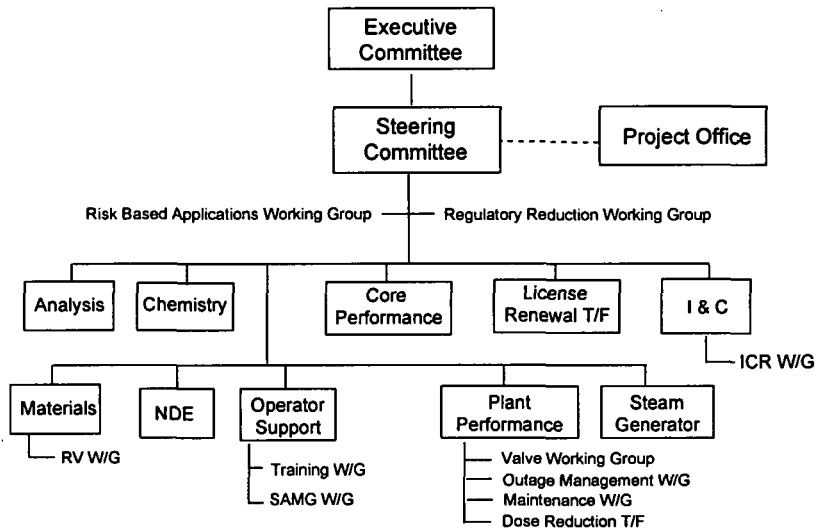 Executive
Committee
Steering
Committee
Project Office
Risk Based Applications Working Group
Regulatory Reduction Working Group
Analysis
Chemistry
Core
Performance
License
Renewal T/F
I & C
ICR W/G
Materials
NDE
Operator
Support
Plant
Performance
Steam
Generator
RV W/G
Training W/G
SAMG W/G
Valve Working Group
Outage Management W/G
Maintenance W/G
Dose Reduction T/F